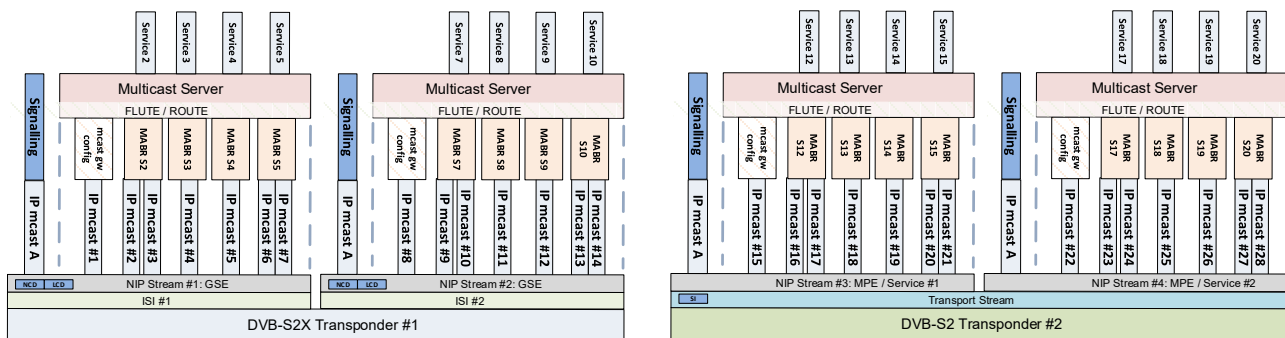 Service 2
Service 3
Service 4
Service 5
Service 7
Service 8
Service 9
Service 10
Service 12
Service 13
Service 14
Service 15
Service 17
Service 18
Service 19
Service 20
Signalling
Multicast Server
FLUTE / ROUTE
mcast gw
config
MABR S2
MABR S3
MABR S4
MABR S5
Signalling
Multicast Server
FLUTE / ROUTE
mcast gw
config
MABR S7
MABR S8
MABR S9
MABR
S10
Signalling
Multicast Server
FLUTE / ROUTE
mcast gw
config
MABR
S12
MABR
S13
MABR
S14
MABR
S15
Signalling
Multicast Server
FLUTE / ROUTE
mcast gw
config
MABR
S17
MABR
S18
MABR
S19
MABR
S20
IP mcast A
IP mcast #1
IP mcast #2
IP mcast #3
IP mcast #4
IP mcast #5
IP mcast #6
IP mcast #7
IP mcast A
IP mcast #8
IP mcast #9
IP mcast #10
IP mcast #11
IP mcast #12
IP mcast #13
IP mcast #14
IP mcast A
IP mcast #15
IP mcast #16
IP mcast #17
IP mcast #18
IP mcast #19
IP mcast #20
IP mcast #21
IP mcast A
IP mcast #22
IP mcast #23
IP mcast #24
IP mcast #25
IP mcast #26
IP mcast #27
IP mcast #28
NCD
LCD
NIP Stream #1: GSE
NCD
LCD
NIP Stream #2: GSE
NIP Stream #3: MPE / Service #1
NIP Stream #4: MPE / Service #2
ISI #1
ISI #2
SI
Transport Stream
DVB-S2X Transponder #1
DVB-S2 Transponder #2